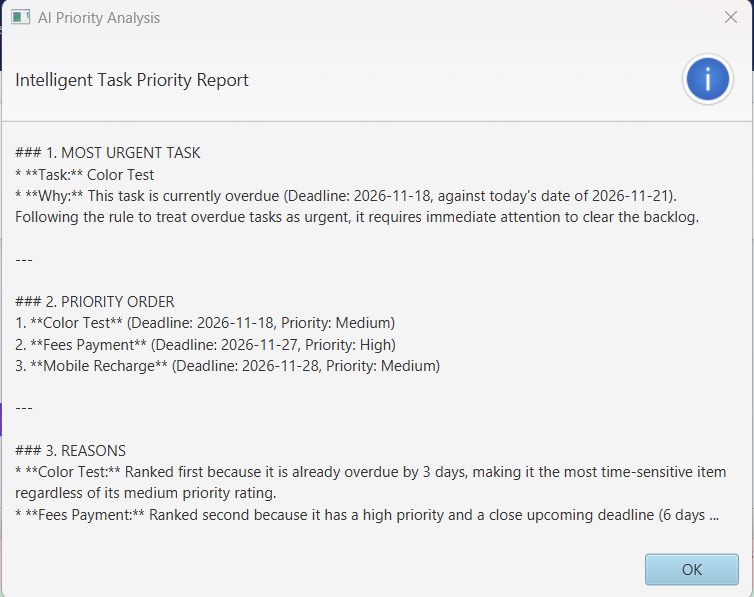 AI Priority Analysis
Intelligent Task Priority Report
### 1. MOST URGENT TASK
* **Task:** Color Test
* **Why:** This task is currently overdue (Deadline: 2026-11-18, against today's date of 2026-11-21).
Following the rule to treat overdue tasks as urgent, it requires immediate attention to clear the backlog.
---
### 2. PRIORITY ORDER
1. **Color Test** (Deadline: 2026-11-18, Priority: Medium)
2. **Fees Payment** (Deadline: 2026-11-27, Priority: High)
3. **Mobile Recharge** (Deadline: 2026-11-28, Priority: Medium)
---
### 3. REASONS
* **Color Test:** Ranked first because it is already overdue by 3 days, making it the most time-sensitive item
regardless of its medium priority rating.
* **Fees Payment:** Ranked second because it has a high priority and a close upcoming deadline (6 days ...
OK